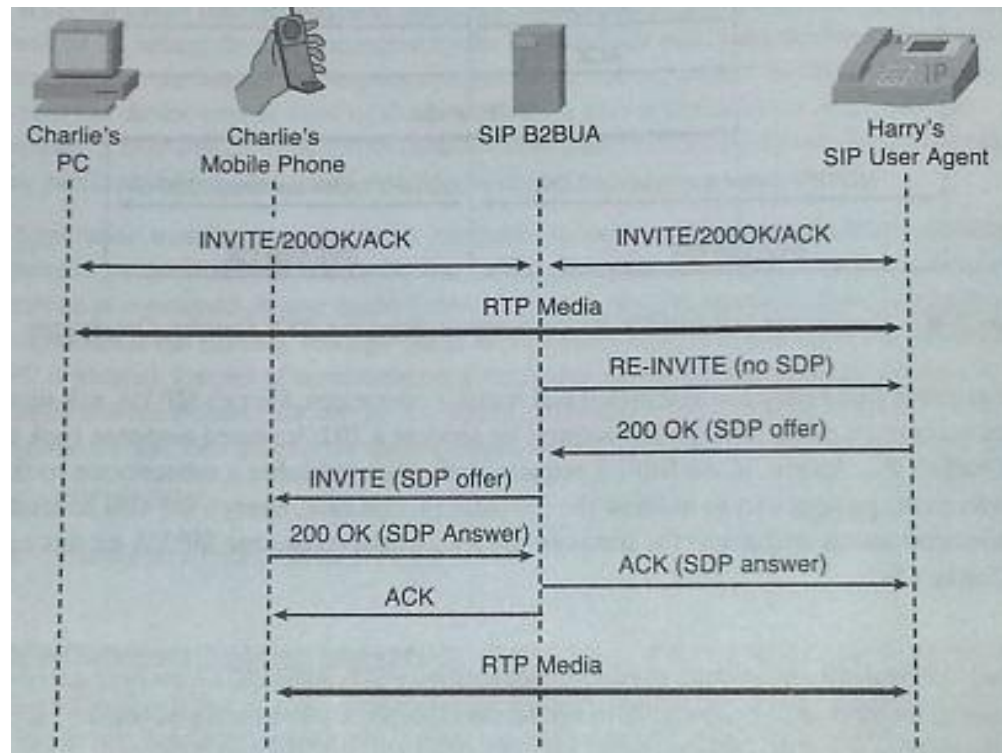 Charlie's
PC
Charlie's
Mobile Phone
SIP B2BUA
Harry's
SIP User Agent
INVITE/200OK/ACK
INVITE/200OK/ACK
RTP Media
RE-INVITE (no SDP)
200 OK (SDP offer)
INVITE (SDP offer)
200 OK (SDP Answer)
ACK (SDP answer)
ACK
RTP Media